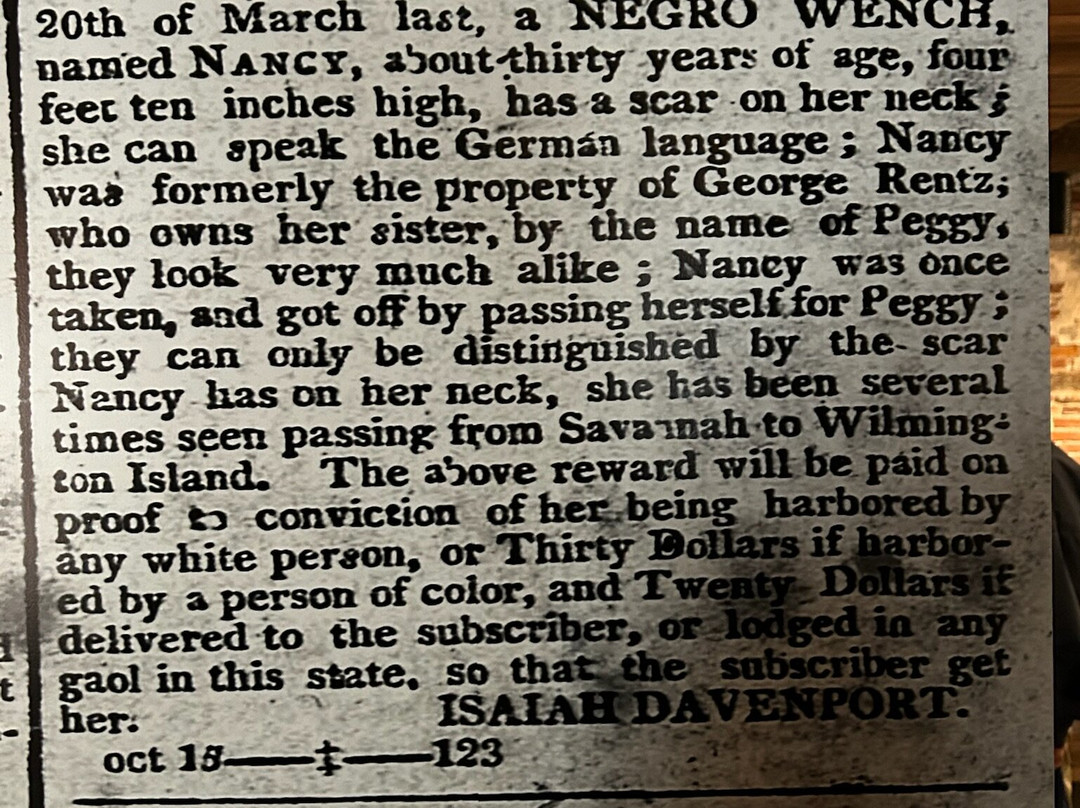 20th of March last, a NEGRO WENCH,
named NANCY, about thirty years of age, four
feet ten inches high, has a scar on her neck;
she can speak the German language; Nancy
was formerly the property of George Rentz,
who owns her sister, by the name of Peggy,
they look very much alike; Nancy was once
taken, and got off by passing herself for Peggy;
they can only be distinguished by the scar
Nancy has on her neck, she has been several
times seen passing from Savannah to Wilming-
ton Island. The above reward will be paid on
proof to conviction of her being harbored by
any white person, or Thirty Dollars if harbor-
ed by a person of color, and Twenty Dollars if
delivered to the subscriber, or lodged in any
gaol in this state, so that the subscriber get
her. ISAIAH DAVENPORT.
oct 15——‡——123